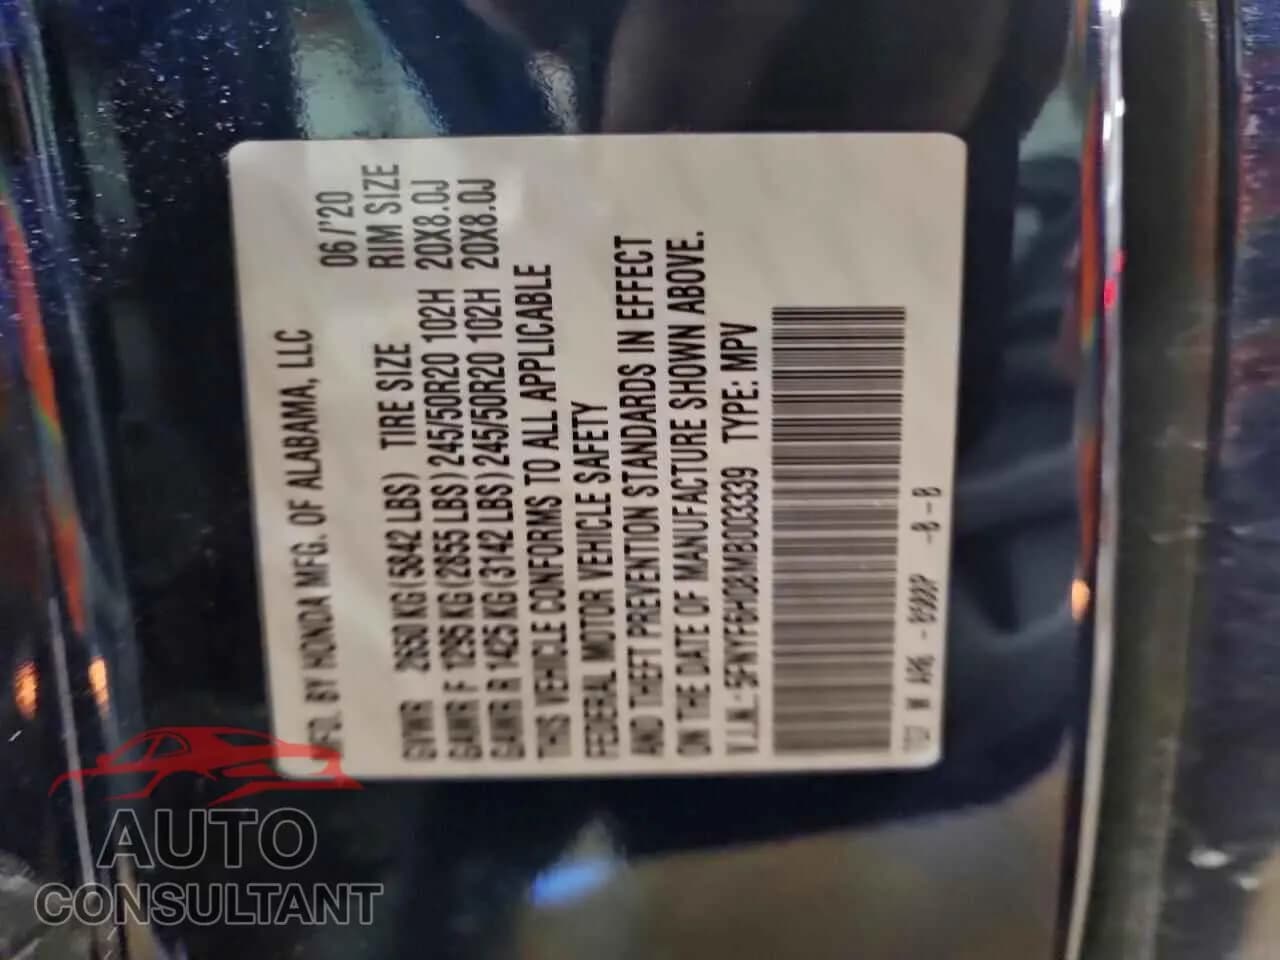 MFD. BY HONDA MFG. OF ALABAMA, LLC
06/'20
TIRE SIZE RIM SIZE
GVWR 2650 KG(5842 LBS)
GAWR F 1295 KG(2855 LBS) 245/50R20 102H 20X8.0J
GAWR R 1425 KG(3142 LBS) 245/50R20 102H 20X8.0J
THIS VEHICLE CONFORMS TO ALL APPLICABLE
FEDERAL MOTOR VEHICLE SAFETY
AND THEFT PREVENTION STANDARDS IN EFFECT
ON THE DATE OF MANUFACTURE SHOWN ABOVE.
V.I.N.: 5FNYF6H08MB003339 TYPE: MPV
-B-B
AUTO
CONSULTANT